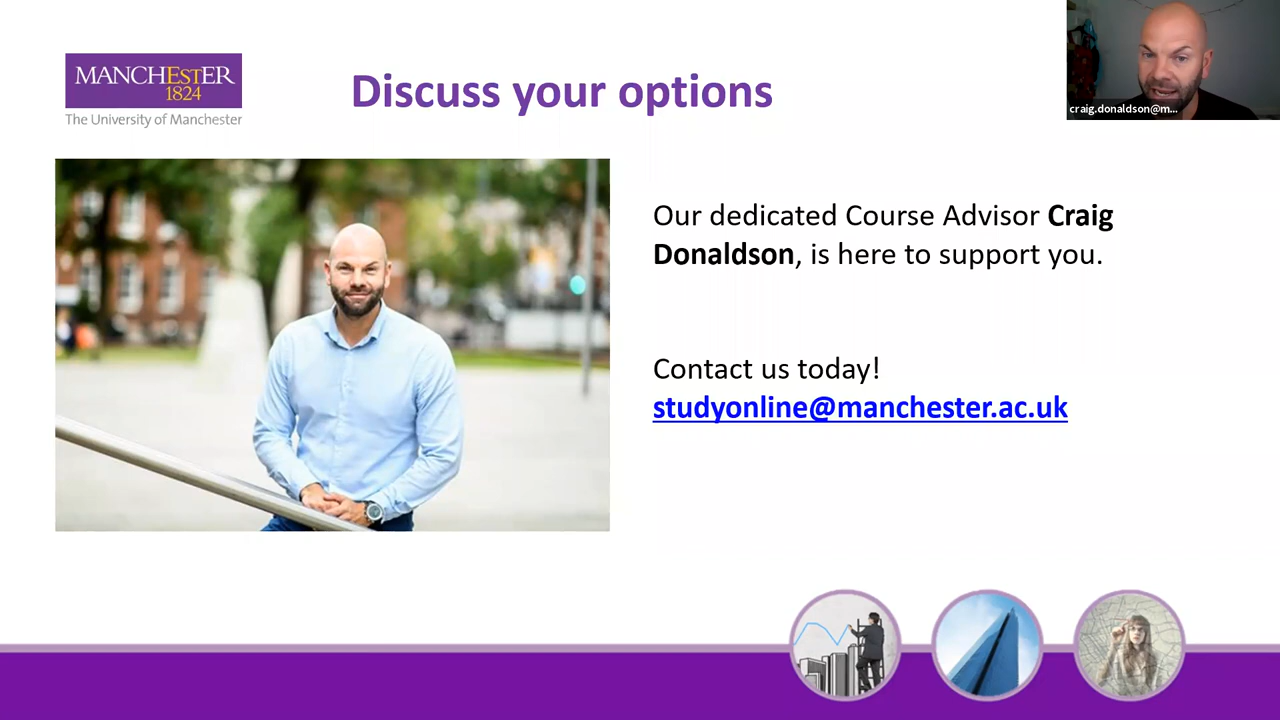 MANCHESTER
1824
The University of Manchester
Discuss your options
craig.donaldson@m...
Our dedicated Course Advisor Craig
Donaldson, is here to support you.
Contact us today!
studyonline@manchester.ac.uk